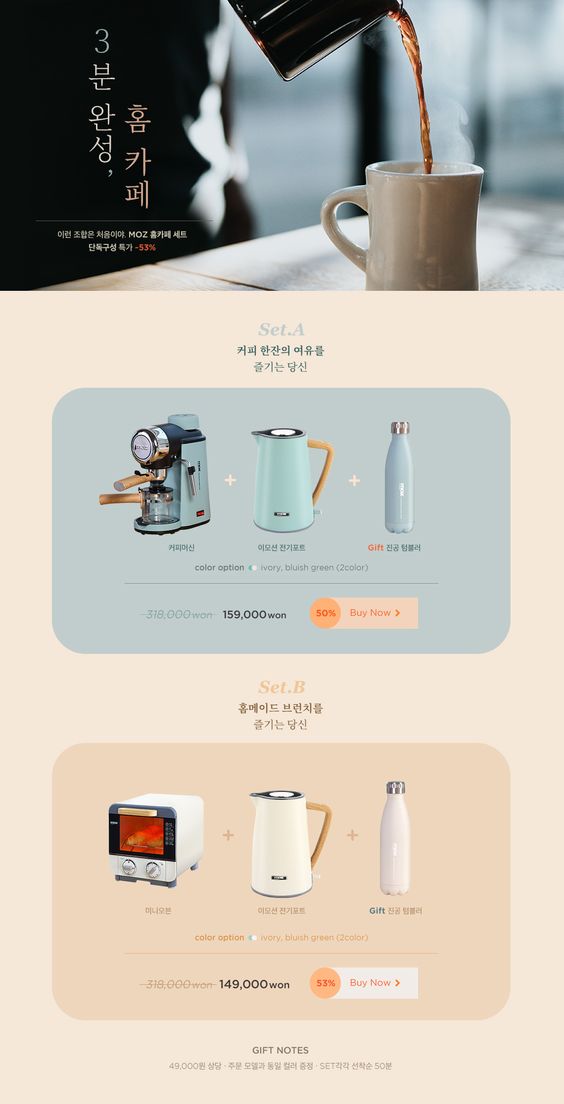 3분 완성,
홈 카페
이런 조합은 처음이야. MOZ 홈카페 세트
단독구성 특가 ~53%
Set.A
커피 한잔의 여유를
즐기는 당신
+ +
커피머신 이모션 전기포트 Gift 진공 텀블러
color option ivory, bluish green (2color)
318,000won 159,000won 50% Buy Now >
Set.B
홈메이드 브런치를
즐기는 당신
+ +
미니오븐 이모션 전기포트 Gift 진공 텀블러
color option ivory, bluish green (2color)
318,000won 149,000won 53% Buy Now >
GIFT NOTES
49,000원 상당 · 주문 모델과 동일 컬러 증정 · SET각각 선착순 50분